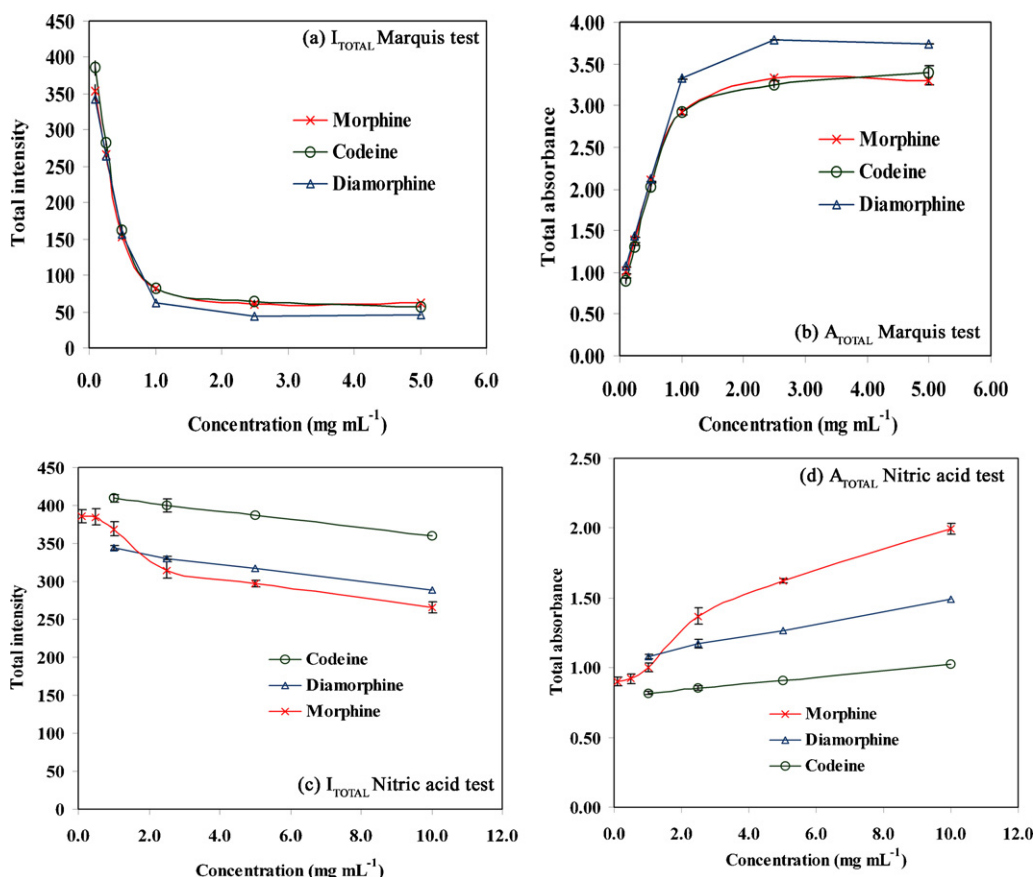 (a) I_TOTAL Marquis test
450
400
350
300
250
200
150
100
50
0
Total intensity
Morphine
Codeine
Diamorphine
0.0 1.0 2.0 3.0 4.0 5.0 6.0
Concentration (mg mL⁻¹)
4.00
3.50
3.00
2.50
2.00
1.50
1.00
0.50
0.00
Total absorbance
Morphine
Codeine
Diamorphine
(b) A_TOTAL Marquis test
0.00 1.00 2.00 3.00 4.00 5.00 6.00
Concentration (mg mL⁻¹)
450
400
350
300
250
200
150
100
50
0
Total intensity
Codeine
Diamorphine
Morphine
(c) I_TOTAL Nitric acid test
0.0 2.0 4.0 6.0 8.0 10.0 12.0
Concentration (mg mL⁻¹)
(d) A_TOTAL Nitric acid test
2.50
2.00
1.50
1.00
0.50
0.00
Total absorbance
Morphine
Diamorphine
Codeine
0.0 2.0 4.0 6.0 8.0 10.0 12.0
Concentration (mg mL⁻¹)